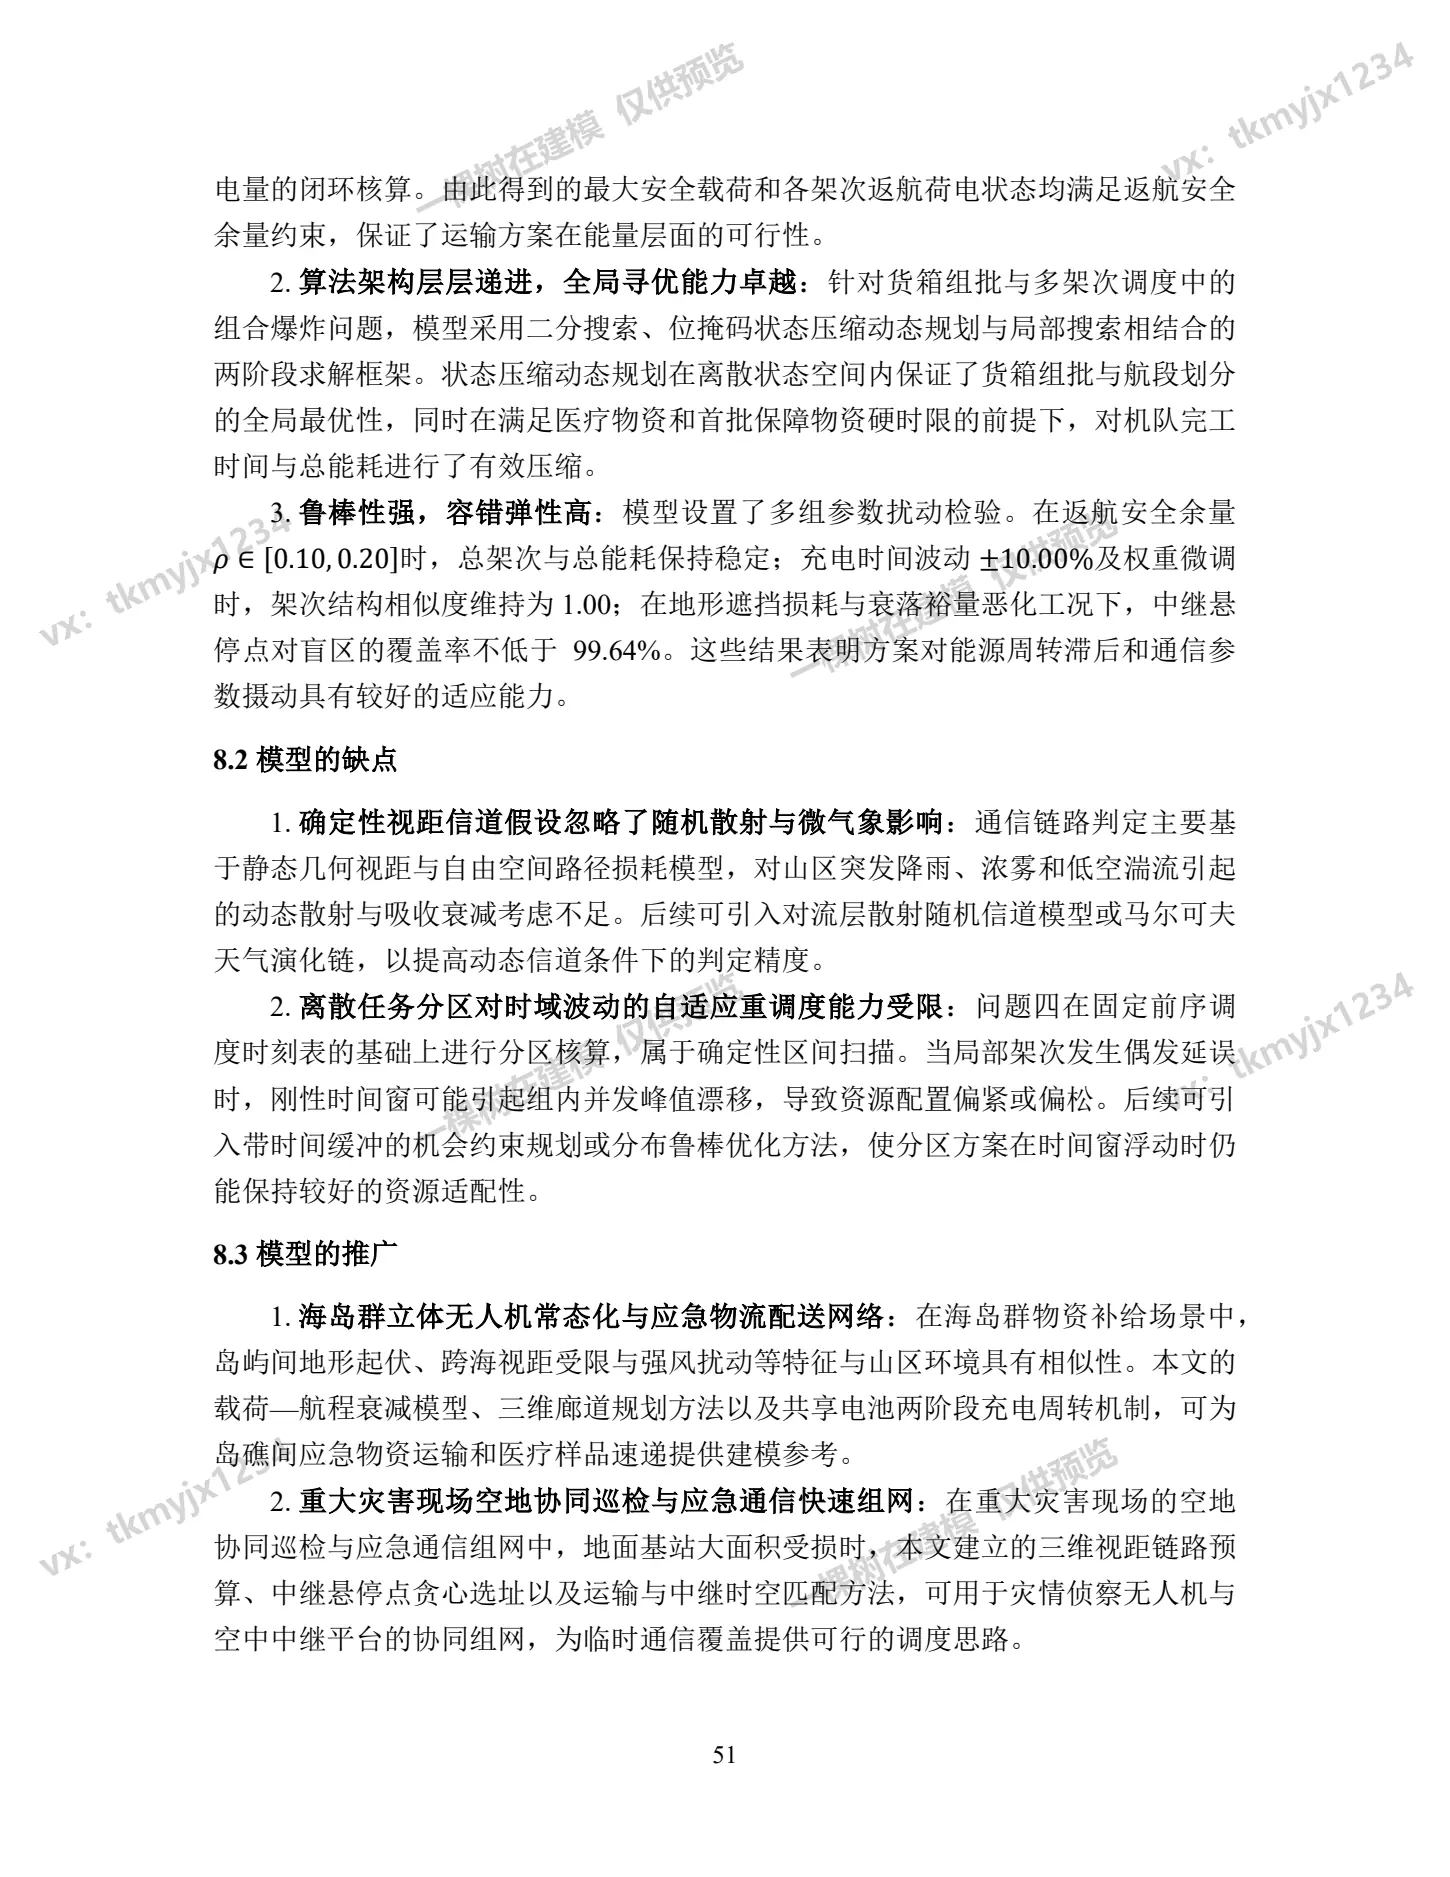 一棵树在建模 仅供预览
vx: tkmyjx1234
电量的闭环核算。由此得到的最大安全载荷和各架次返航荷电状态均满足返航安全
余量约束，保证了运输方案在能量层面的可行性。
2. 算法架构层层递进，全局寻优能力卓越：针对货箱组批与多架次调度中的
组合爆炸问题，模型采用二分搜索、位掩码状态压缩动态规划与局部搜索相结合的
两阶段求解框架。状态压缩动态规划在离散状态空间内保证了货箱组批与航段划分
的全局最优性，同时在满足医疗物资和首批保障物资硬时限的前提下，对机队完工
时间与总能耗进行了有效压缩。
3. 鲁棒性强，容错弹性高：模型设置了多组参数扰动检验。在返航安全余量
ρ ∈ [0.10, 0.20]时，总架次与总能耗保持稳定；充电时间波动 ±10.00%及权重微调
时，架次结构相似度维持为 1.00；在地形遮挡损耗与衰落裕量恶化工况下，中继悬
停点对盲区的覆盖率不低于 99.64%。这些结果表明方案对能源周转滞后和通信参
数摄动具有较好的适应能力。
vx: tkmyjx1234
一棵树在建模 仅供预览
8.2 模型的缺点
1. 确定性视距信道假设忽略了随机散射与微气象影响：通信链路判定主要基
于静态几何视距与自由空间路径损耗模型，对山区突发降雨、浓雾和低空湍流引起
的动态散射与吸收衰减考虑不足。后续可引入对流层散射随机信道模型或马尔可夫
天气演化链，以提高动态信道条件下的判定精度。
2. 离散任务分区对时域波动的自适应重调度能力受限：问题四在固定前序调
度时刻表的基础上进行分区核算，属于确定性区间扫描。当局部架次发生偶发延误
时，刚性时间窗可能引起组内并发峰值漂移，导致资源配置偏紧或偏松。后续可引
入带时间缓冲的机会约束规划或分布鲁棒优化方法，使分区方案在时间窗浮动时仍
能保持较好的资源适配性。
一棵树在建模 仅供预览
vx: tkmyjx1234
8.3 模型的推广
1. 海岛群立体无人机常态化与应急物流配送网络：在海岛群物资补给场景中，
岛屿间地形起伏、跨海视距受限与强风扰动等特征与山区环境具有相似性。本文的
载荷—航程衰减模型、三维廊道规划方法以及共享电池两阶段充电周转机制，可为
岛礁间应急物资运输和医疗样品速递提供建模参考。
2. 重大灾害现场空地协同巡检与应急通信快速组网：在重大灾害现场的空地
协同巡检与应急通信组网中，地面基站大面积受损时，本文建立的三维视距链路预
算、中继悬停点贪心选址以及运输与中继时空匹配方法，可用于灾情侦察无人机与
空中中继平台的协同组网，为临时通信覆盖提供可行的调度思路。
vx: tkmyjx1234
一棵树在建模 仅供预览
51